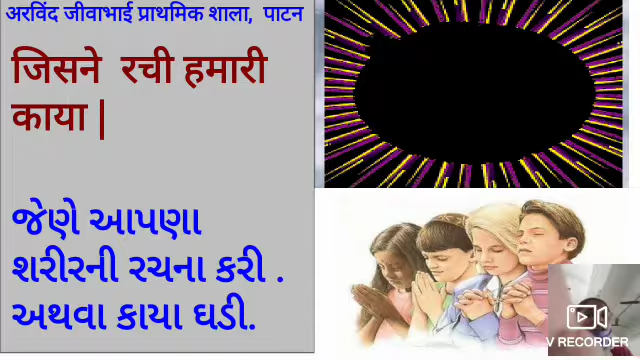 अरविंद जीवाभाई प्राथमिक शाला, पाटन
जिसने रची हमारी
काया |
જેણે આપણા
શરીરની રચના કરી .
અથવા કાયા ઘડી.
V RECORDER